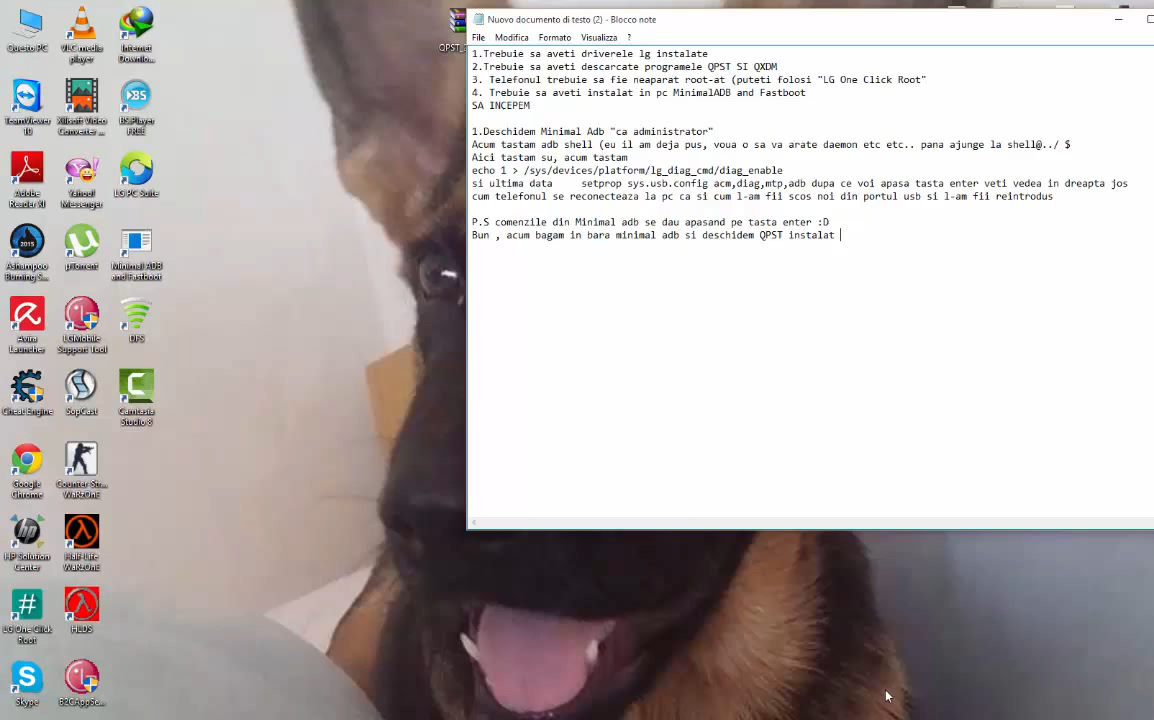 Nuovo documento di testo (2) - Blocco note
File Modifica Formato Visualizza ?
1.Trebuie sa aveti driverele lg instalate
2.Trebuie sa aveti descarcate programele QPST SI QXDM
3. Telefonul trebuie sa fie neaparat root-at (puteti folosi "LG One Click Root"
4. Trebuie sa aveti instalat in pc MinimalADB and Fastboot
SA INCEPEM
1.Deschidem Minimal Adb "ca administrator"
Acum tastam adb shell (eu il am deja pus, voua o sa va arate daemon etc etc.. pana ajunge la shell@../ $
Aici tastam su, acum tastam
echo 1 > /sys/devices/platform/lg_diag_cmd/diag_enable
si ultima data setprop sys.usb.config acm,diag,mtp,adb dupa ce voi apasa tasta enter veti vedea in dreapta jos
cum telefonul se reconecteaza la pc ca si cum l-am fii scos noi din portul usb si l-am fii reintrodus
P.S comenzile din Minimal adb se dau apasand pe tasta enter :D
Bun , acum bagam in bara minimal adb si deschidem QPST instalat
Questo PC
VLC media
player
Internet
Downlo...
QPST_
TeamViewer
10
Xilisoft Video
Converter ...
BS.Player
FREE
Adobe
Reader XI
Yahoo!
Messenger
LG PC Suite
2015
Ashampoo
Burning S...
µTorrent
Minimal ADB
and Fastboot
Avira
Launcher
LGMobile
Support Tool
DFS
Cheat Engine
SopCast
Camtasia
Studio 8
Google
Chrome
Counter Str...
WaRzOnE
HP Solution
Center
Half-Life
WaRzOnE
LG One Click
Root
HLDS
Skype
B2CAppSe...